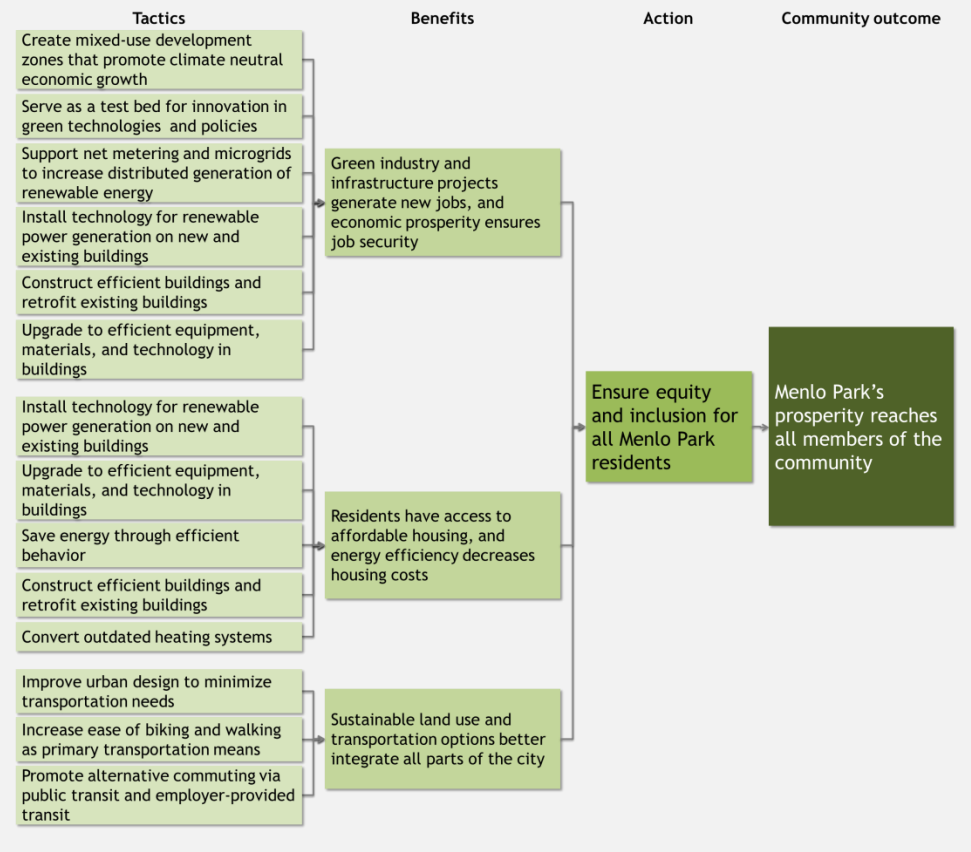 Tactics
Benefits
Action
Community outcome
Create mixed-use development
zones that promote climate neutral
economic growth
Serve as a test bed for innovation in
green technologies and policies
Support net metering and microgrids
to increase distributed generation of
renewable energy
Install technology for renewable
power generation on new and
existing buildings
Construct efficient buildings and
retrofit existing buildings
Upgrade to efficient equipment,
materials, and technology in
buildings
Green industry and
infrastructure projects
generate new jobs, and
economic prosperity ensures
job security
Install technology for renewable
power generation on new and
existing buildings
Upgrade to efficient equipment,
materials, and technology in
buildings
Save energy through efficient
behavior
Construct efficient buildings and
retrofit existing buildings
Convert outdated heating systems
Residents have access to
affordable housing, and
energy efficiency decreases
housing costs
Improve urban design to minimize
transportation needs
Increase ease of biking and walking
as primary transportation means
Promote alternative commuting via
public transit and employer-provided
transit
Sustainable land use and
transportation options better
integrate all parts of the city
Ensure equity
and inclusion for
all Menlo Park
residents
Menlo Park's
prosperity reaches
all members of the
community